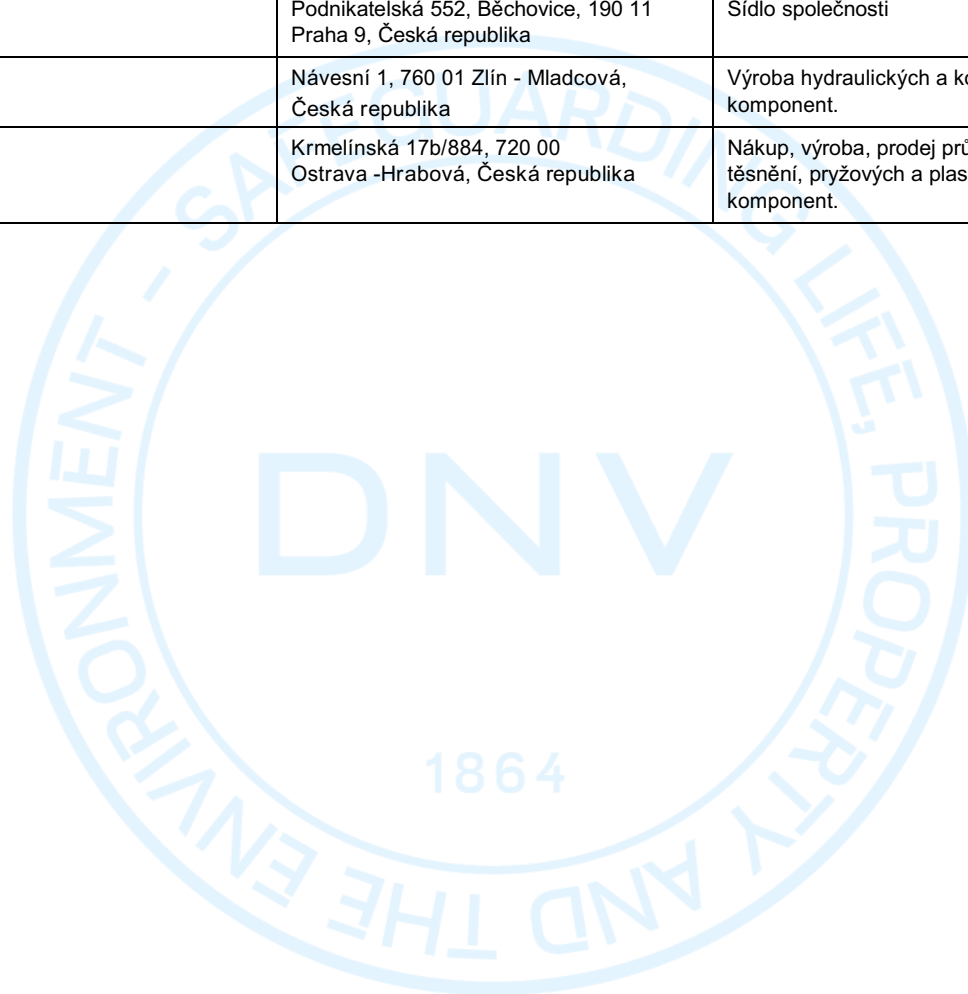 Podnikatelská 552, Běchovice, 190 11
Praha 9, Česká republika
Sídlo společnosti
Návesní 1, 760 01 Zlín - Mladcová,
Česká republika
Výroba hydraulických a
komponent.
Krmelínská 17b/884, 720 00
Ostrava -Hrabová, Česká republika
Nákup, výroba, prodej
těsnění, pryžových a
komponent.
SAFEGUARDING LIFE, PROPERTY AND THE ENVIRONMENT -
DNV
1864